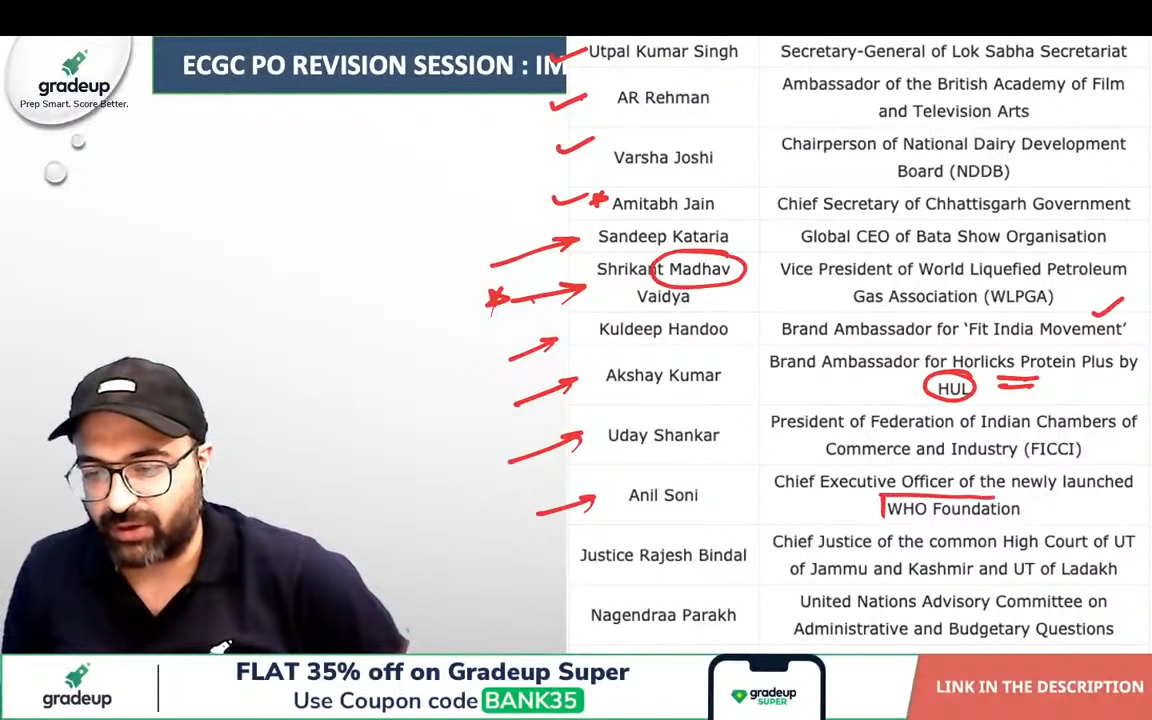 gradeup
Prep Smart. Score Better.
ECGC PO REVISION SESSION : IM
Utpal Kumar Singh Secretary-General of Lok Sabha Secretariat
AR Rehman Ambassador of the British Academy of Film
and Television Arts
Varsha Joshi Chairperson of National Dairy Development
Board (NDDB)
Amitabh Jain Chief Secretary of Chhattisgarh Government
Sandeep Kataria Global CEO of Bata Show Organisation
Shrikant Madhav Vice President of World Liquefied Petroleum
Vaidya Gas Association (WLPGA)
Kuldeep Handoo Brand Ambassador for ‘Fit India Movement’
Akshay Kumar Brand Ambassador for Horlicks Protein Plus by
HUL
Uday Shankar President of Federation of Indian Chambers of
Commerce and Industry (FICCI)
Anil Soni Chief Executive Officer of the newly launched
WHO Foundation
Justice Rajesh Bindal Chief Justice of the common High Court of UT
of Jammu and Kashmir and UT of Ladakh
Nagendraa Parakh United Nations Advisory Committee on
Administrative and Budgetary Questions
gradeup
FLAT 35% off on Gradeup Super
Use Coupon code BANK35
gradeup
SUPER
LINK IN THE DESCRIPTION